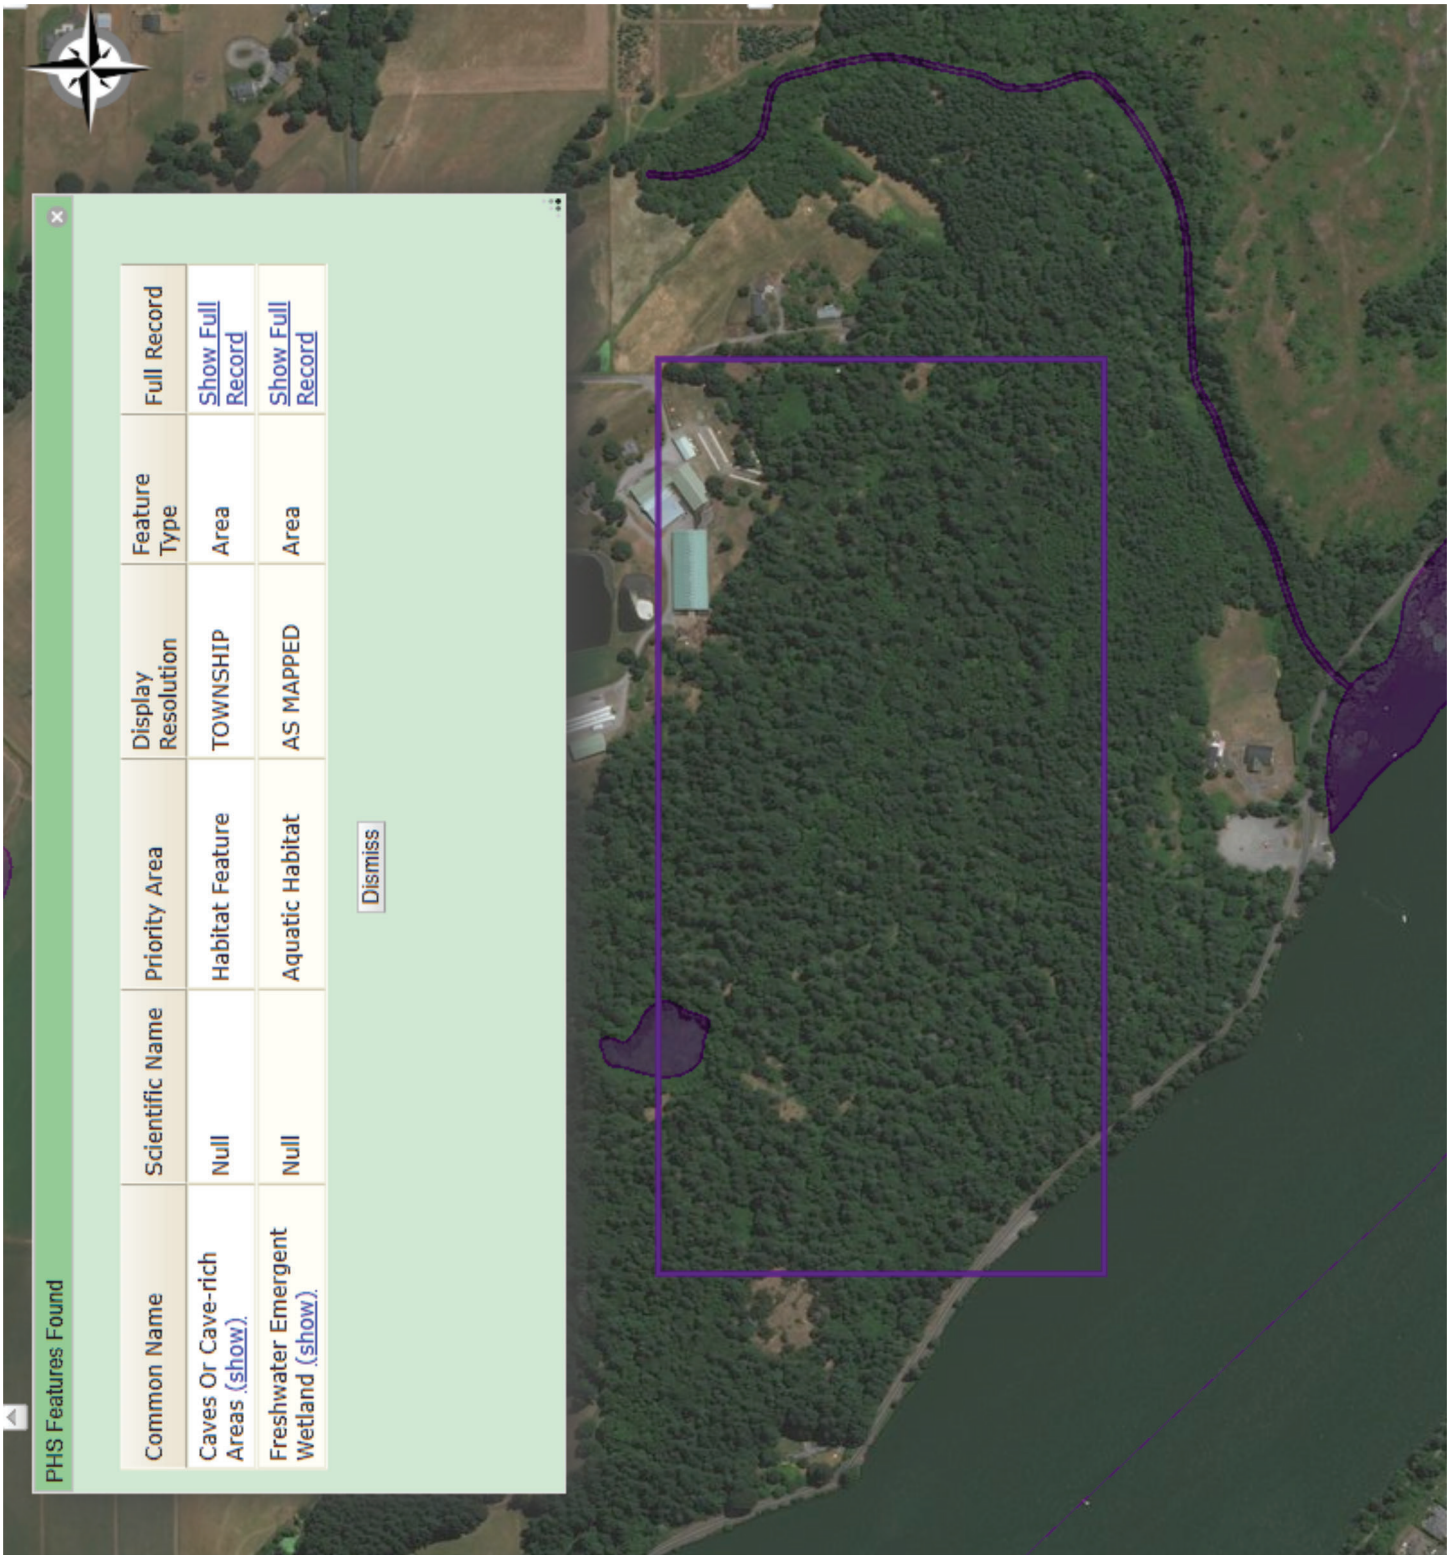 PHS Features Found
Common Name Scientific Name Priority Area Display Resolution Feature Type Full Record
Caves Or Cave-rich Areas (show) Null Habitat Feature TOWNSHIP Area Show Full Record
Freshwater Emergent Wetland (show) Null Aquatic Habitat AS MAPPED Area Show Full Record
Dismiss